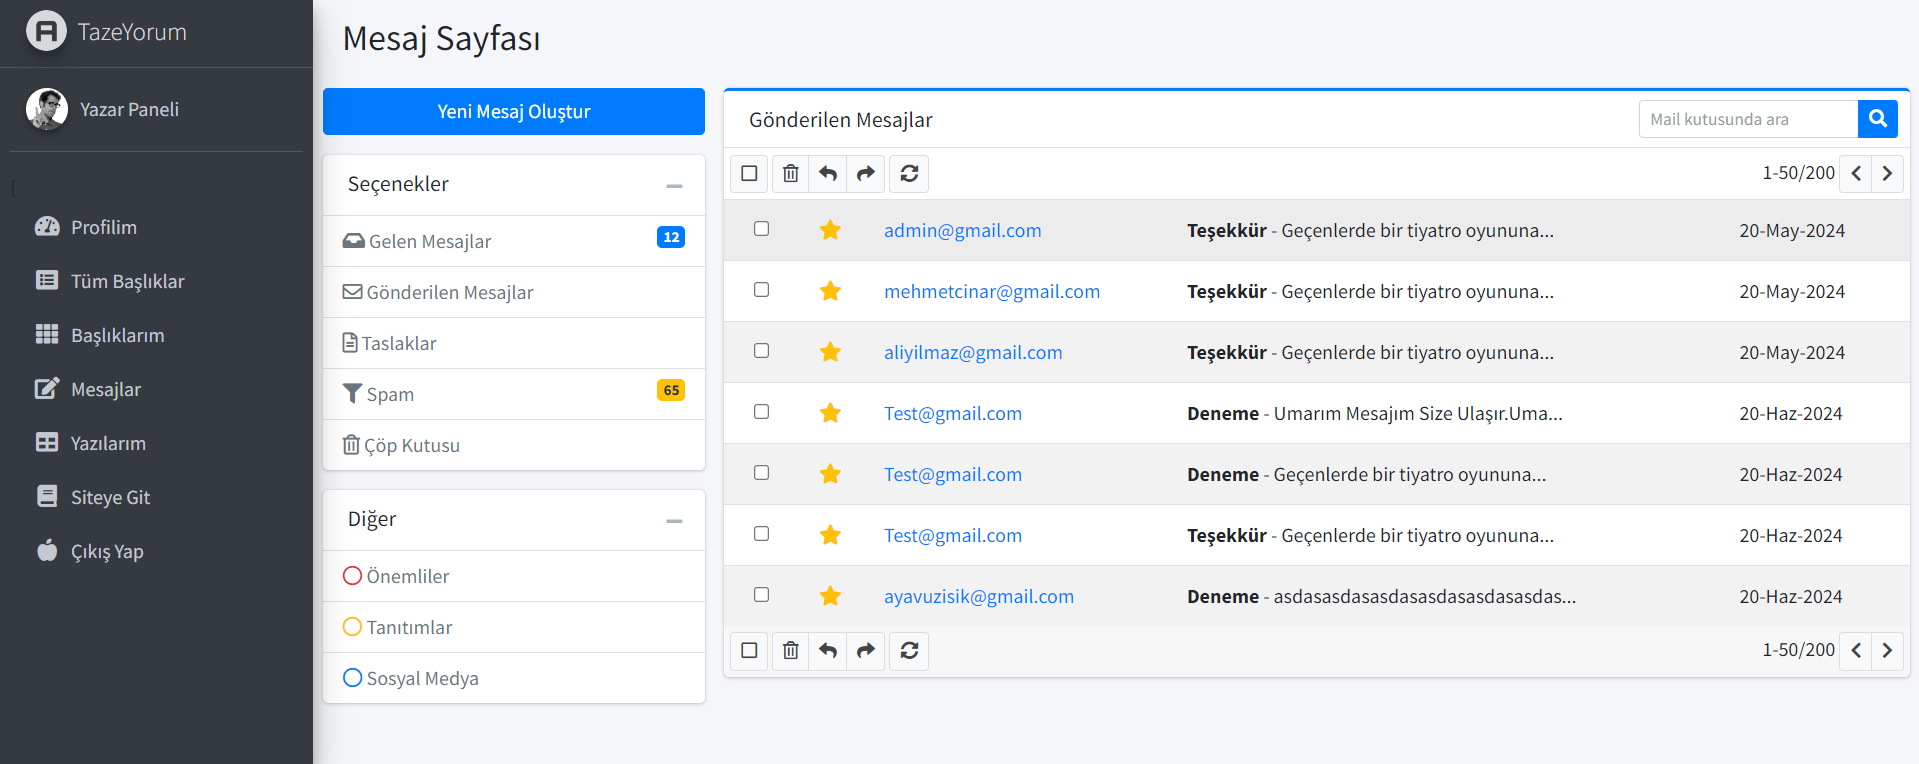 TazeYorum
Yazar Paneli
{
Profilim
Tüm Başlıklar
Başlıklarım
Mesajlar
Yazılarım
Siteye Git
Çıkış Yap
Mesaj Sayfası
Yeni Mesaj Oluştur
Seçenekler
Gelen Mesajlar 12
Gönderilen Mesajlar
Taslaklar
Spam 65
Çöp Kutusu
Diğer
Önemliler
Tanıtımlar
Sosyal Medya
Gönderilen Mesajlar
Mail kutusunda ara
1-50/200
admin@gmail.com Teşekkür - Geçenlerde bir tiyatro oyununa... 20-May-2024
mehmetcinar@gmail.com Teşekkür - Geçenlerde bir tiyatro oyununa... 20-May-2024
aliyilmaz@gmail.com Teşekkür - Geçenlerde bir tiyatro oyununa... 20-May-2024
Test@gmail.com Deneme - Umarım Mesajım Size Ulaşır.Uma... 20-Haz-2024
Test@gmail.com Deneme - Geçenlerde bir tiyatro oyununa... 20-Haz-2024
Test@gmail.com Teşekkür - Geçenlerde bir tiyatro oyununa... 20-Haz-2024
ayavuzisik@gmail.com Deneme - asdasasdasasdasasdasasdasasdas... 20-Haz-2024
1-50/200